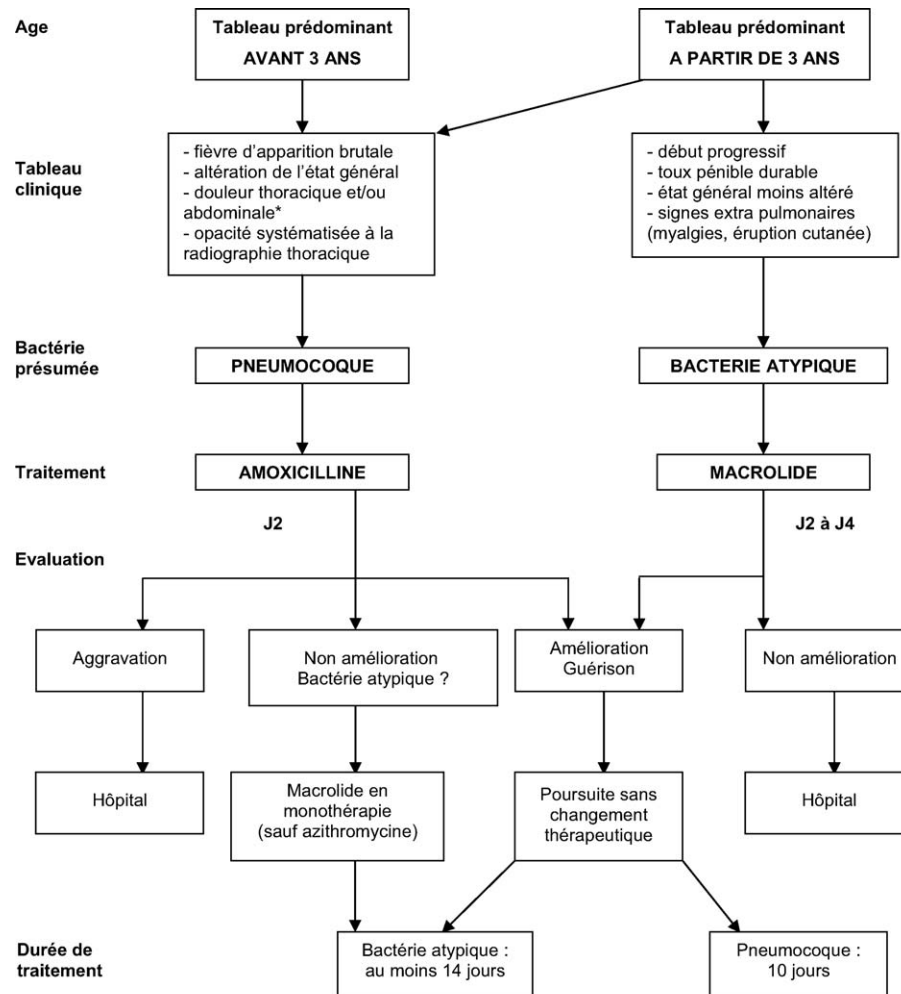 Age
Tableau prédominant
AVANT 3 ANS
Tableau prédominant
A PARTIR DE 3 ANS
Tableau
clinique
- fièvre d'apparition brutale
- altération de l'état général
- douleur thoracique et/ou
abdominale*
- opacité systématisée à la
radiographie thoracique
- début progressif
- toux pénible durable
- état général moins altéré
- signes extra pulmonaires
(myalgies, éruption cutanée)
Bactérie
présumée
PNEUMOCOQUE
BACTERIE ATYPIQUE
Traitement
AMOXICILLINE
MACROLIDE
J2
J2 à J4
Evaluation
Aggravation
Non amélioration
Bactérie atypique ?
Amélioration
Guérison
Non amélioration
Hôpital
Macrolide en
monothérapie
(sauf azithromycine)
Poursuite sans
changement
thérapeutique
Hôpital
Durée de
traitement
Bactérie atypique :
au moins 14 jours
Pneumocoque :
10 jours